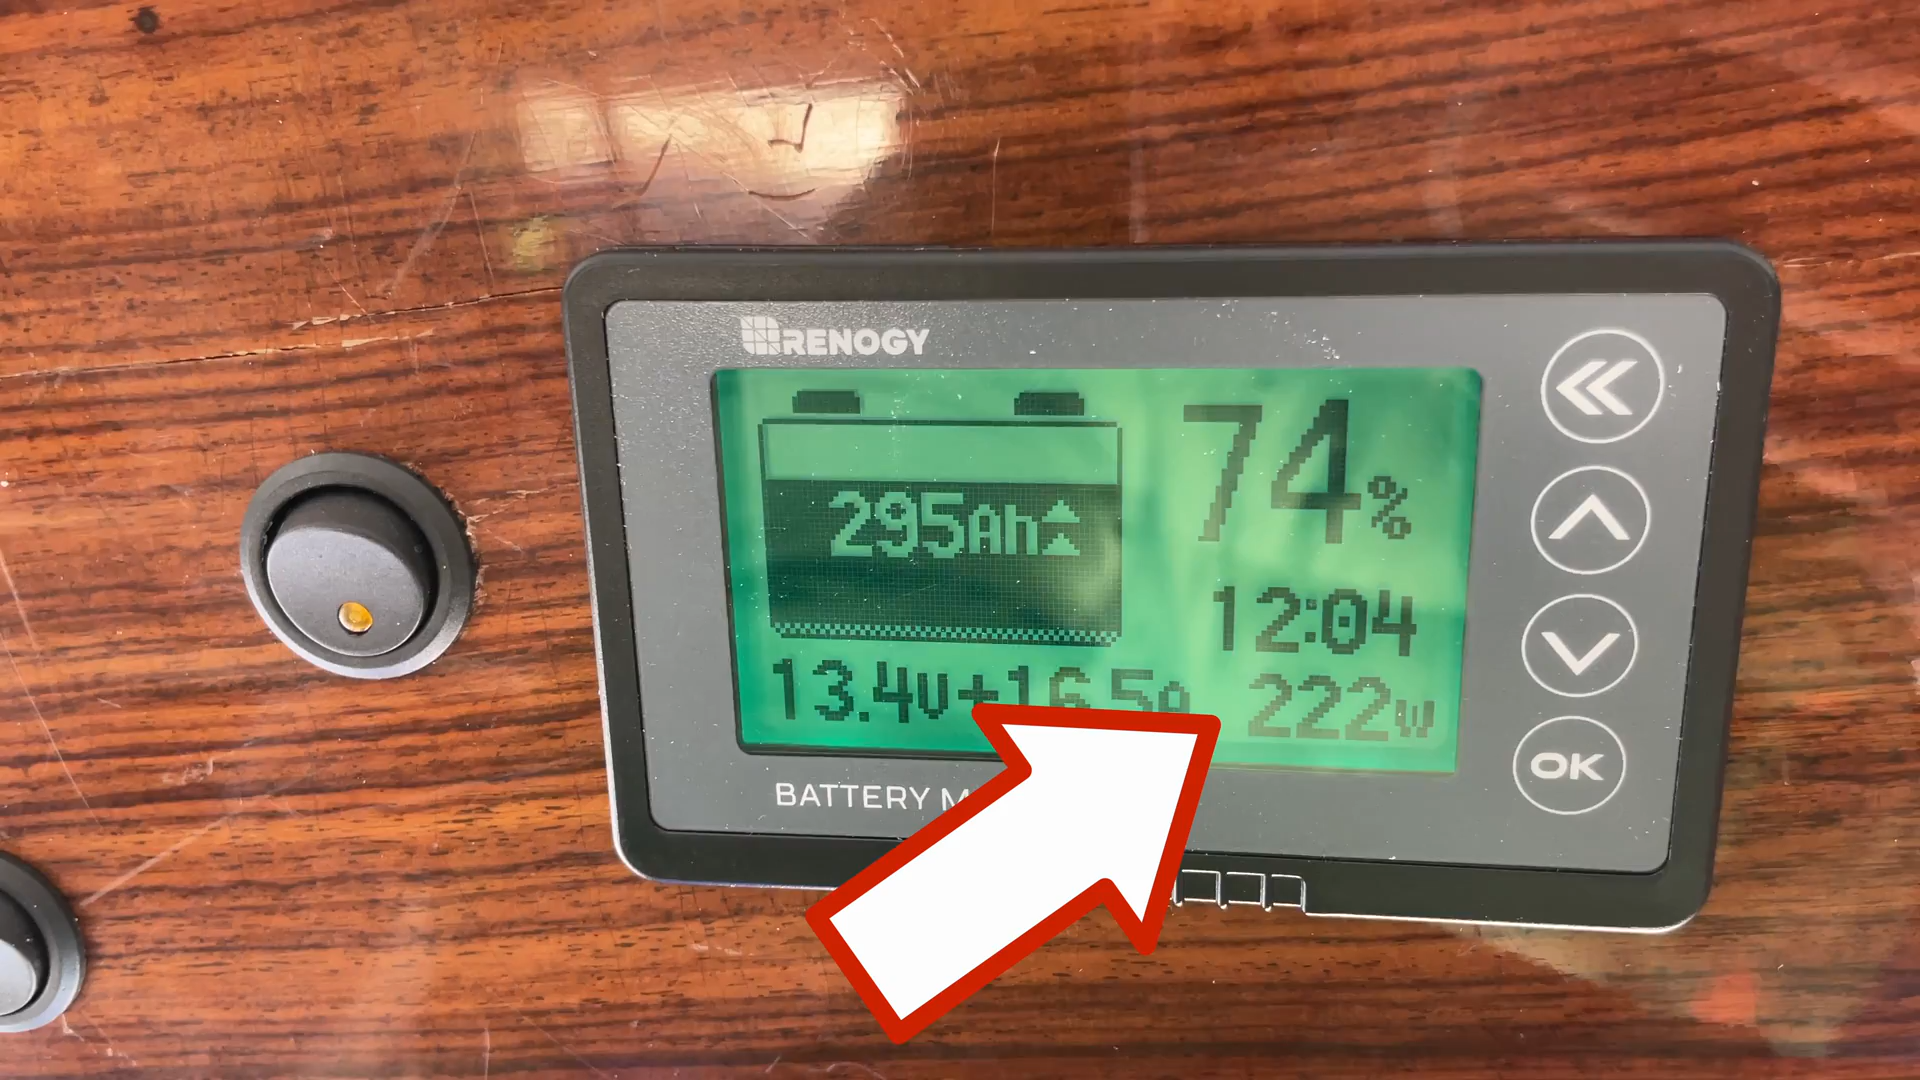 RENOGY
295Ah
74%
12:04
13.4V+16.5A
222W
BATTERY
OK